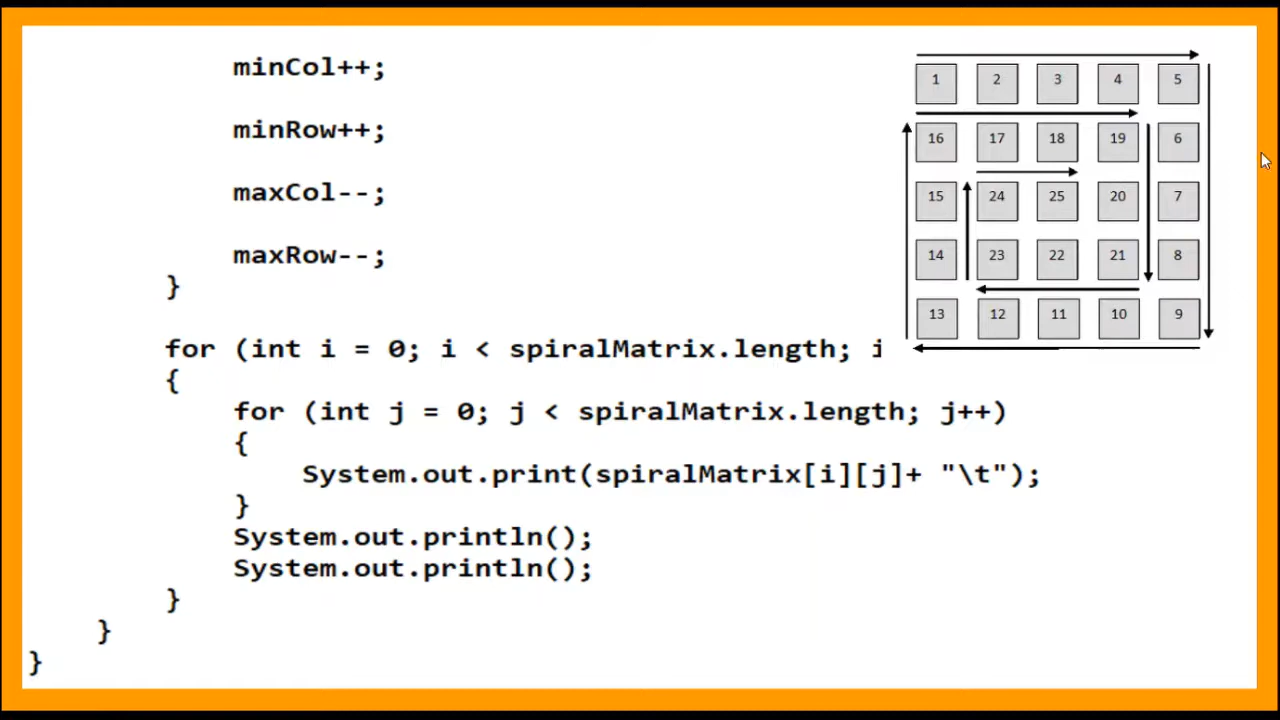 minCol++;
minRow++;
maxCol--;
maxRow--;
}
for (int i = 0; i < spiralMatrix.length; i
{
for (int j = 0; j < spiralMatrix.length; j++)
{
System.out.print(spiralMatrix[i][j]+ "\t");
}
System.out.println();
System.out.println();
}
}
}
1 2 3 4 5
16 17 18 19 6
15 24 25 20 7
14 23 22 21 8
13 12 11 10 9